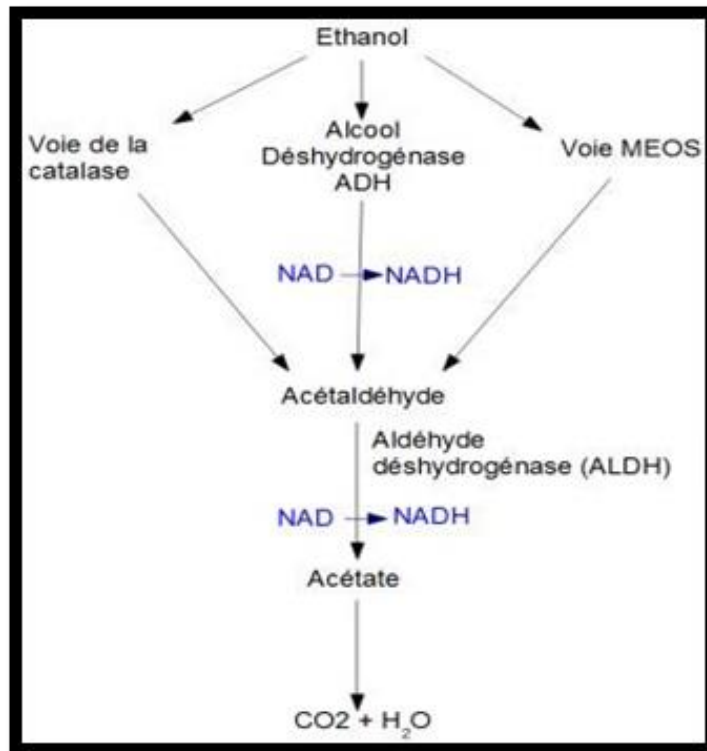 Ethanol
Voie de la
catalase
Alcool
Déshydrogénase
ADH
Voie MEOS
NAD
NADH
Acétaldéhyde
Aldéhyde
déshydrogénase (ALDH)
NAD
NADH
Acétate
CO2 + H₂O